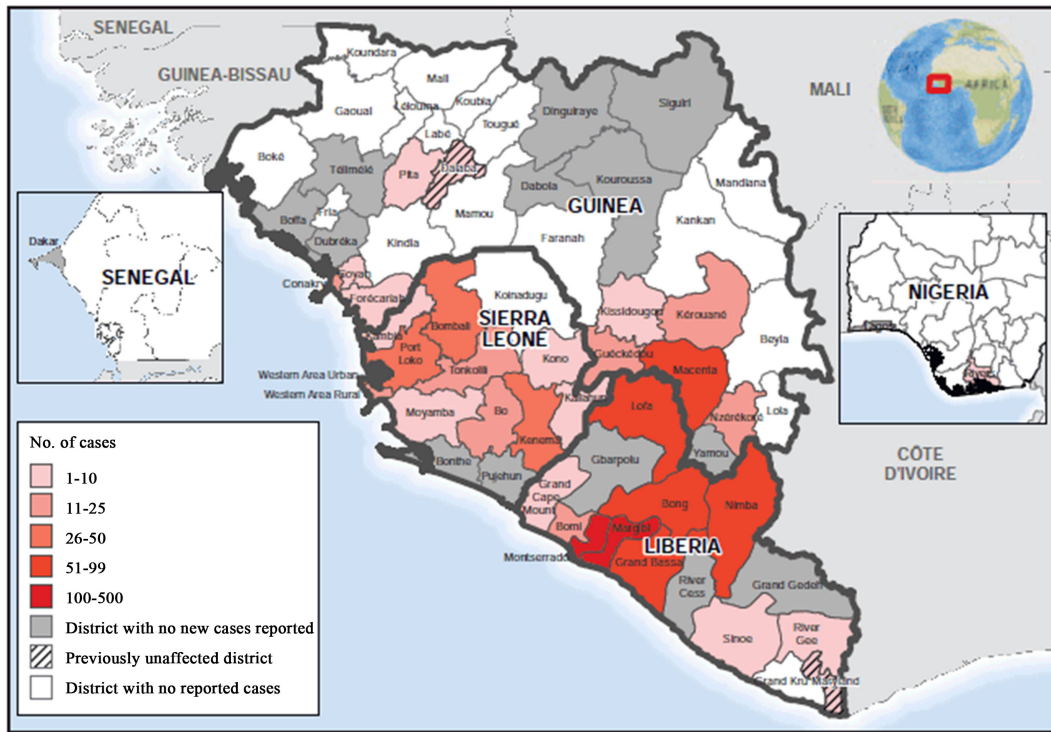 SENEGAL
GUINEA-BISSAU
MALI
AFRICA
Koundara
Mali
Gaoual
Lélouma
Koubia
Labé
Tougué
Dinguiraye
Siguiri
Boké
Télimélé
Pita
Dalaba
Dabola
Kouroussa
Mandiana
GUINEA
Boffa
Fria
Dubréka
Kindia
Mamou
Faranah
Kankan
Conakry
Coyah
Forécariah
Koinadugu
SIERRA
LEONE
Kissidougou
Kérouané
Beyla
Kambia
Port
Loko
Bombali
Tonkolili
Kono
Guéckédou
Macenta
Western Area Urban
Western Area Rural
Moyamba
Bo
Kenema
Kailahun
Lofa
Nzérékoré
Lola
Yamou
Bonthe
Pujehun
Gbarpolu
Grand
Cape
Mount
Bomi
Bong
Nimba
Margibi
Montserrado
LIBERIA
Grand Bassa
River
Cess
Grand Gedeh
Sinoe
River
Gee
Grand Kru
Maryland
CÔTE
D'IVOIRE
Dakar
SENEGAL
NIGERIA
Lagos
Rivers
No. of cases
1-10
11-25
26-50
51-99
100-500
District with no new cases reported
Previously unaffected district
District with no reported cases